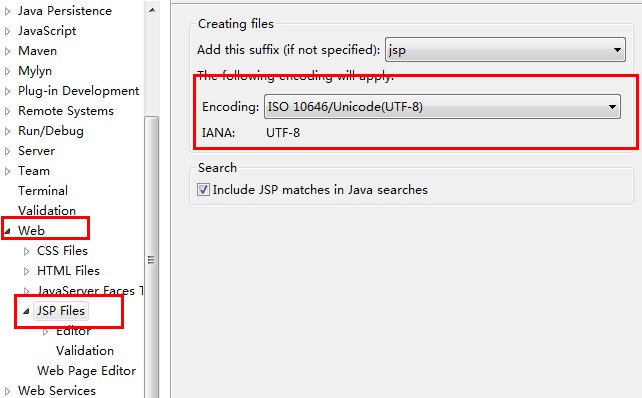 Java Persistence
JavaScript
Maven
Mylyn
Plug-in Development
Remote Systems
Run/Debug
Server
Team
Terminal
Validation
Web
CSS Files
HTML Files
JavaServer Faces T
JSP Files
Editor
Validation
Web Page Editor
Web Services
Creating files
Add this suffix (if not specified): jsp
The following encoding will apply:
Encoding: ISO 10646/Unicode(UTF-8)
IANA: UTF-8
Search
Include JSP matches in Java searches